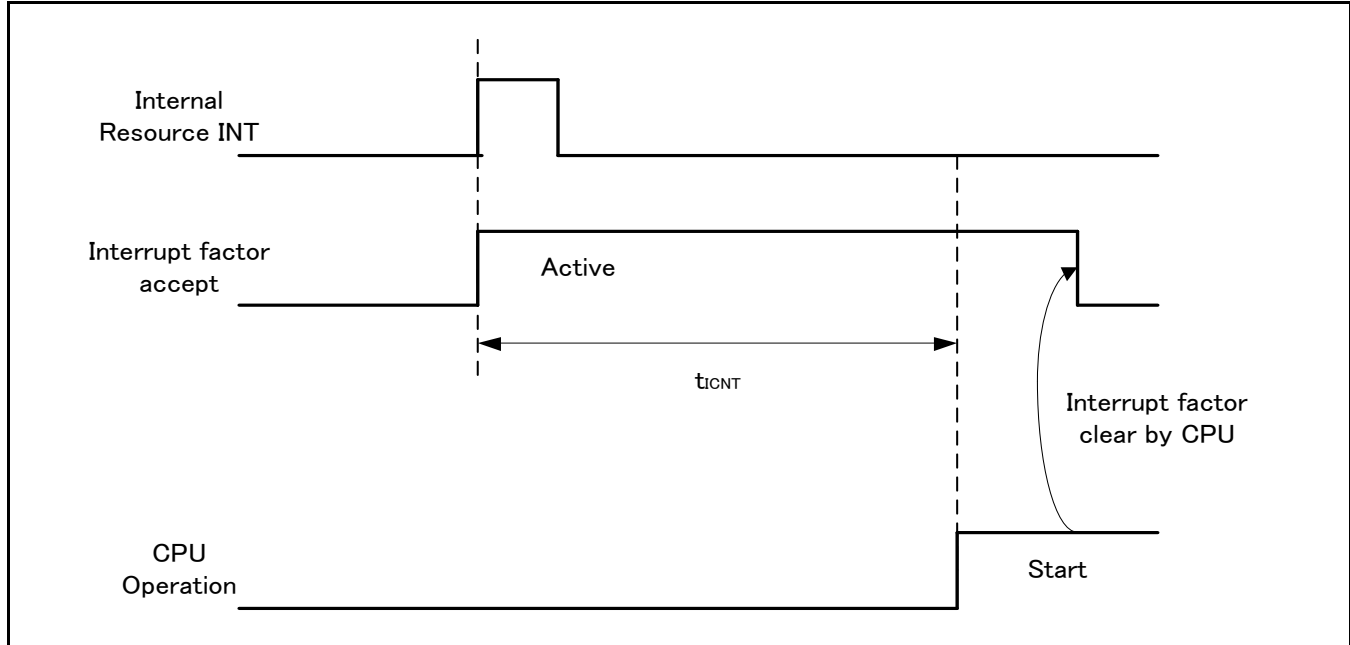 Internal
Resource INT
Interrupt factor
accept
Active
tICNT
Interrupt factor
clear by CPU
CPU
Operation
Start